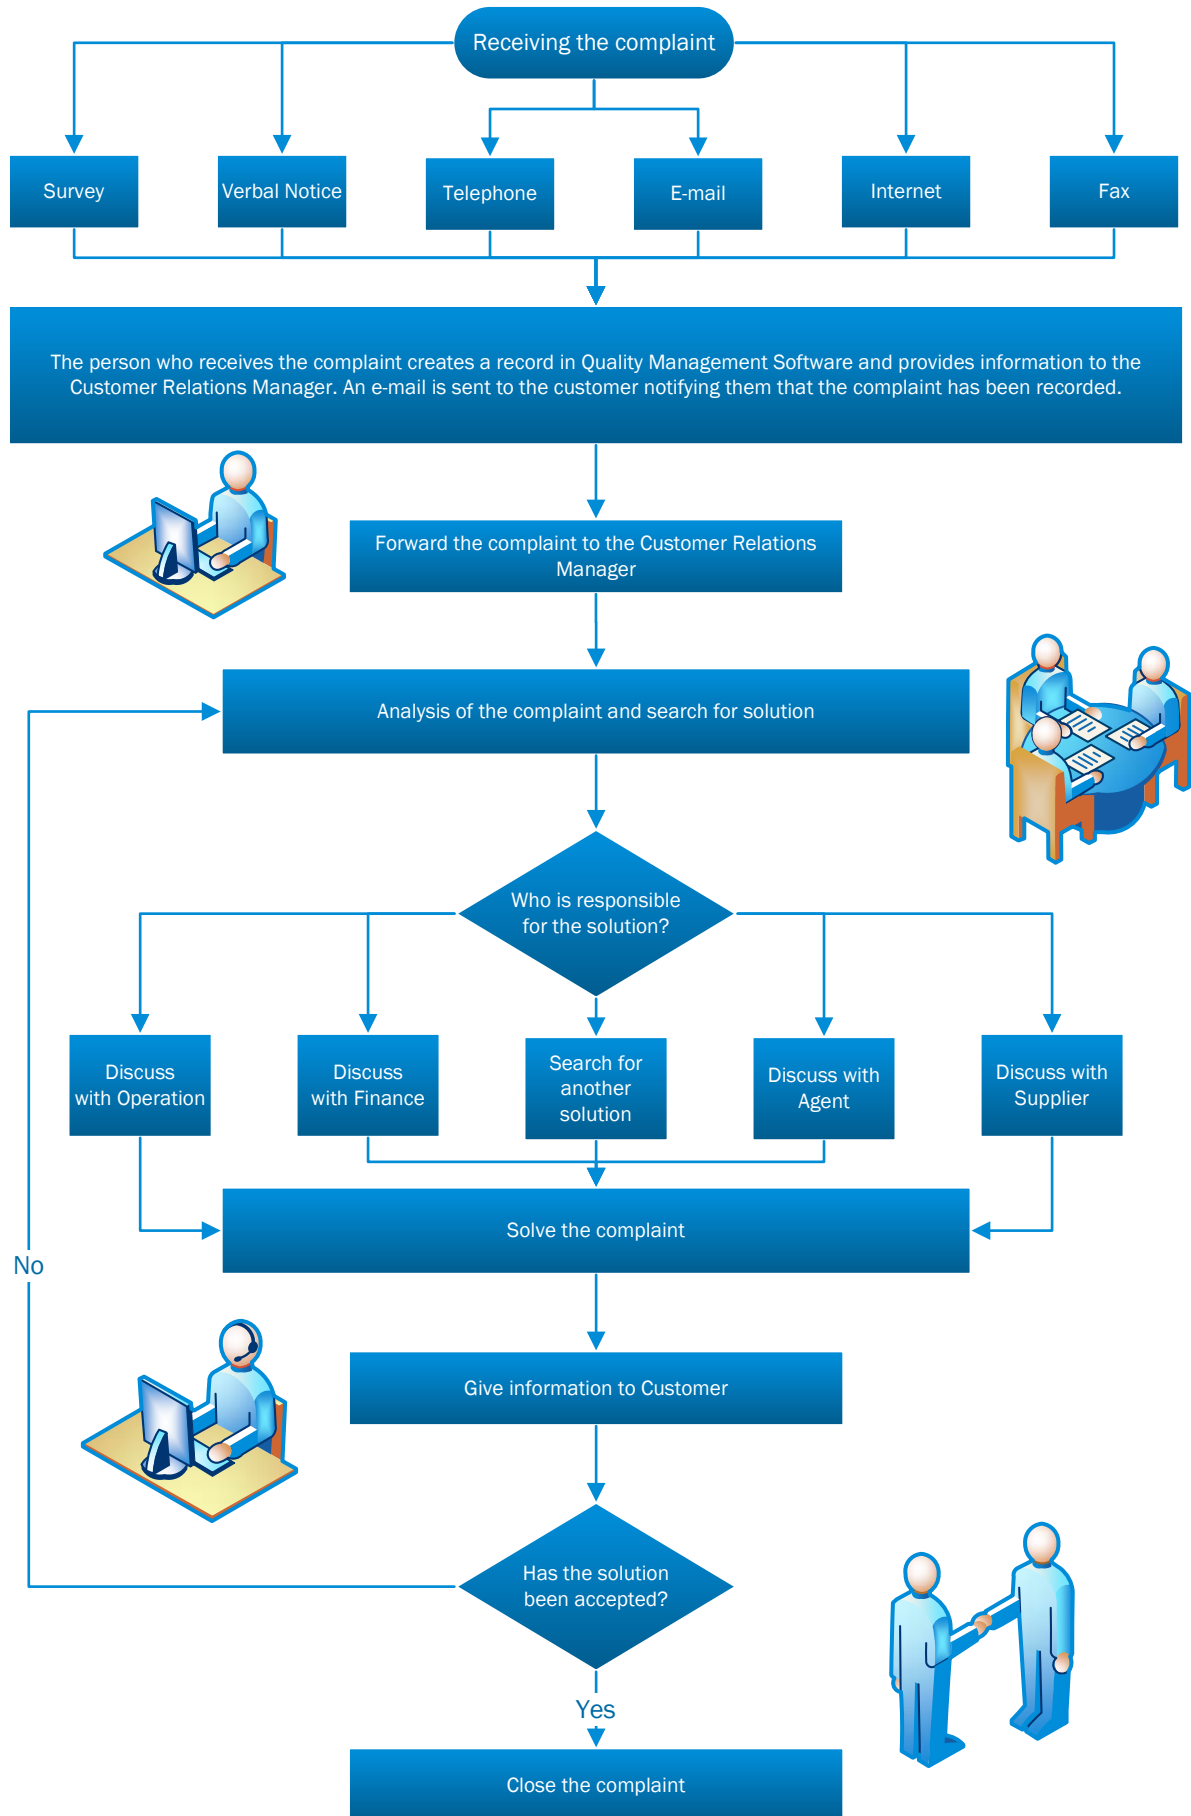 Receiving the complaint
Survey
Verbal Notice
Telephone
E-mail
Internet
Fax
The person who receives the complaint creates a record in Quality Management Software and provides information to the
Customer Relations Manager. An e-mail is sent to the customer notifying them that the complaint has been recorded.
Forward the complaint to the Customer Relations
Manager
Analysis of the complaint and search for solution
Who is responsible
for the solution?
Discuss
with Operation
Discuss
with Finance
Search for
another
solution
Discuss with
Agent
Discuss with
Supplier
Solve the complaint
No
Give information to Customer
Has the solution
been accepted?
Yes
Close the complaint